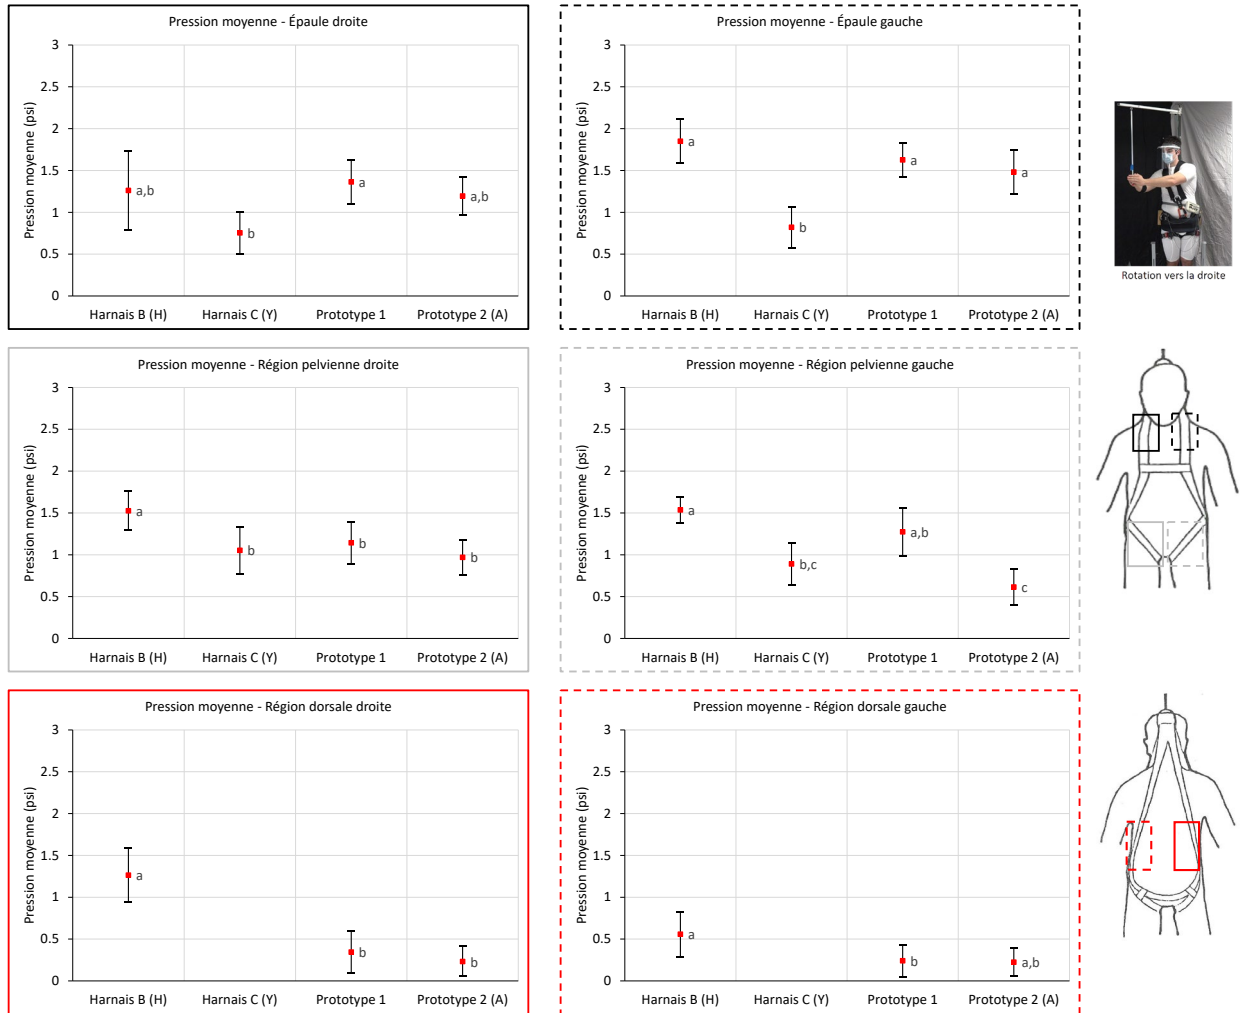 Pression moyenne - Épaule droite
Pression moyenne (psi)
3
2.5
2
1.5
1
0.5
0
a,b
b
a
a,b
Harnais B (H) Harnais C (Y) Prototype 1 Prototype 2 (A)
Pression moyenne - Épaule gauche
Pression moyenne (psi)
3
2.5
2
1.5
1
0.5
0
a
b
a
a
Harnais B (H) Harnais C (Y) Prototype 1 Prototype 2 (A)
Rotation vers la droite
Pression moyenne - Région pelvienne droite
Pression moyenne (psi)
3
2.5
2
1.5
1
0.5
0
a
b
b
b
Harnais B (H) Harnais C (Y) Prototype 1 Prototype 2 (A)
Pression moyenne - Région pelvienne gauche
Pression moyenne (psi)
3
2.5
2
1.5
1
0.5
0
a
b,c
a,b
c
Harnais B (H) Harnais C (Y) Prototype 1 Prototype 2 (A)
Pression moyenne - Région dorsale droite
Pression moyenne (psi)
3
2.5
2
1.5
1
0.5
0
a
b
b
Harnais B (H) Harnais C (Y) Prototype 1 Prototype 2 (A)
Pression moyenne - Région dorsale gauche
Pression moyenne (psi)
3
2.5
2
1.5
1
0.5
0
a
b
a,b
Harnais B (H) Harnais C (Y) Prototype 1 Prototype 2 (A)